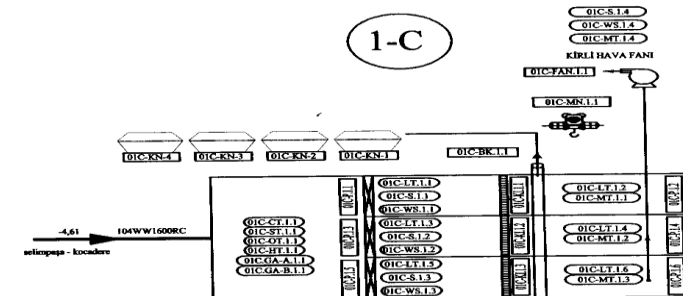 01C-S.1.4
01C-WS.1.4
01C-MT.1.4
1-C
KİRLİ HAVA FANI
01C-FAN.1.1
01C-MN.1.1
01C-KN-4
01C-KN-3
01C-KN-2
01C-KN-1
01C-BK.1.1
01C-LT.1.1
01C-S.1.1
01C-WS.1.1
01C-LT.1.2
01C-MT.1.1
01C-CT.1.1
01C-ST.1.1
01C-OT.1.1
01C-HT.1.1
01C.GA-A.1.1
01C.GA-B.1.1
01C-LT.1.3
01C-S.1.2
01C-WS.1.2
01C-LT.1.4
01C-MT.1.2
-4,61
104WW1600RC
selimpaşa - kocadere
01C-LT.1.5
01C-S.1.3
01C-WS.1.3
01C-LT.1.6
01C-MT.1.3